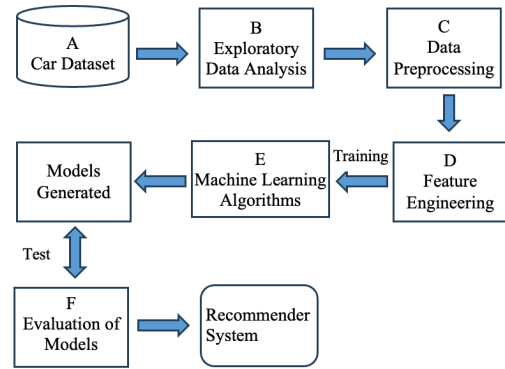 A
Car Dataset
B
Exploratory
Data Analysis
C
Data
Preprocessing
D
Feature
Engineering
Training
E
Machine Learning
Algorithms
Models
Generated
Test
F
Evaluation of
Models
Recommender
System